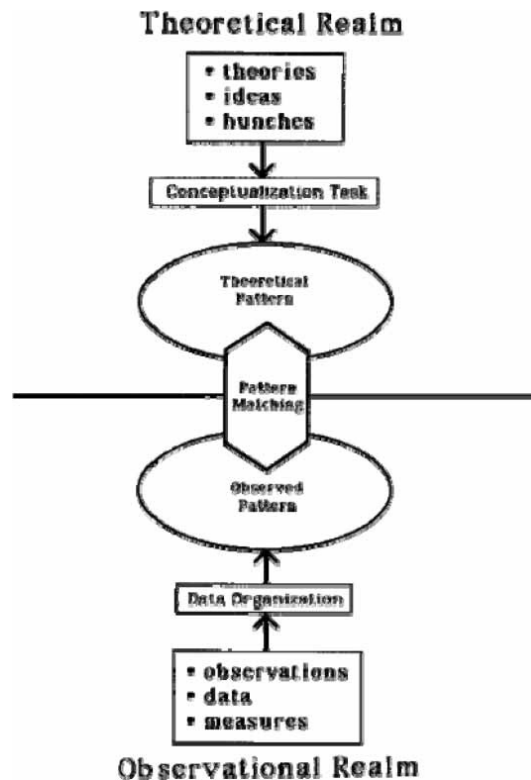 Theoretical Realm
• theories
• ideas
• hunches
Conceptualization Task
Theoretical
Pattern
Pattern
Matching
Observed
Pattern
Data Organization
• observations
• data
• measures
Observational Realm